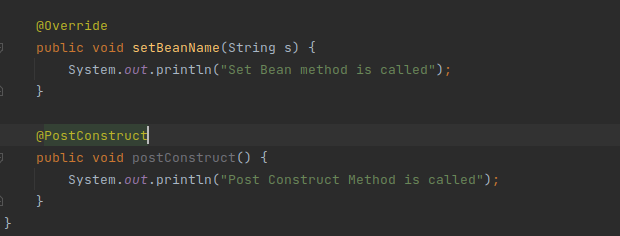 @Override
public void setBeanName(String s) {
System.out.println("Set Bean method is called");
}
@PostConstruct
public void postConstruct() {
System.out.println("Post Construct Method is called");
}
}